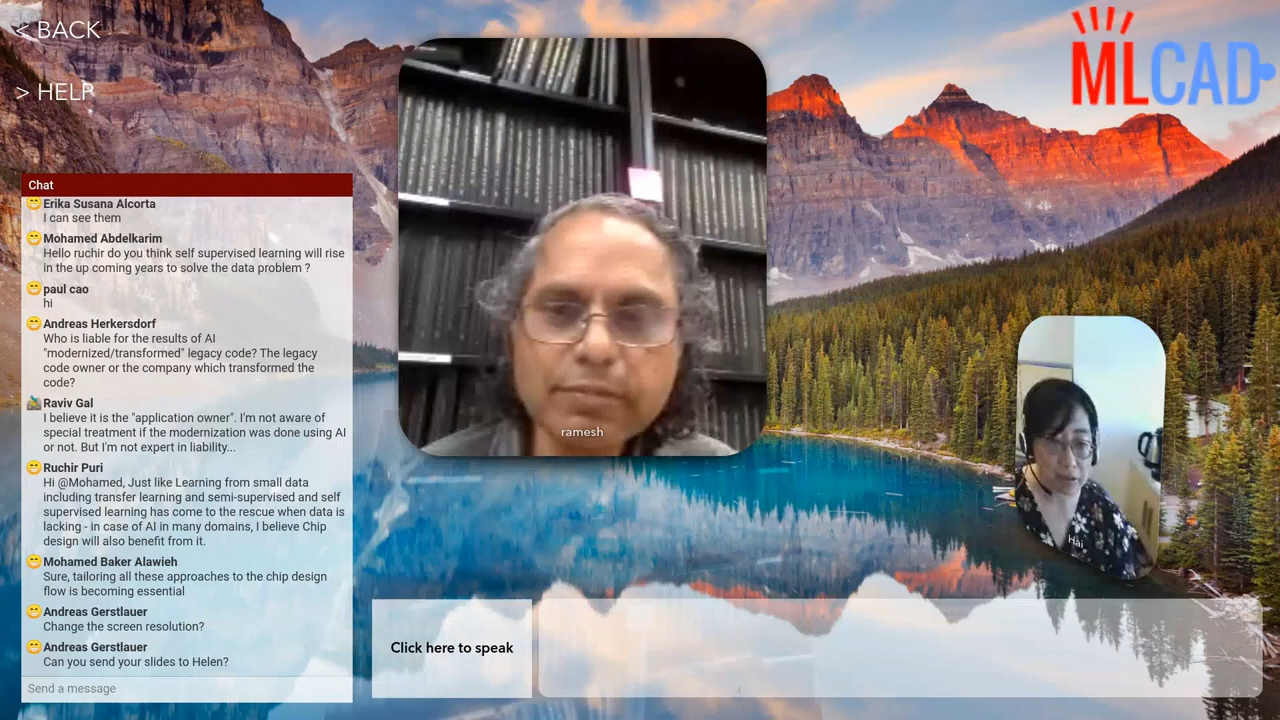 < BACK
> HELP
MLCAD
Chat
Erika Susana Alcorta
I can see them
Mohamed Abdelkarim
Hello ruchir do you think self supervised learning will rise
in the up coming years to solve the data problem ?
paul cao
hi
Andreas Herkersdorf
Who is liable for the results of AI
"modernized/transformed" legacy code? The legacy
code owner or the company which transformed the
code?
Raviv Gal
I believe it is the "application owner". I'm not aware of
special treatment if the modernization was done using AI
or not. But I'm not expert in liability...
Ruchir Puri
Hi @Mohamed, Just like Learning from small data
including transfer learning and semi-supervised and self
supervised learning has come to the rescue when data is
lacking - in case of AI in many domains, I believe Chip
design will also benefit from it.
Mohamed Baker Alawieh
Sure, tailoring all these approaches to the chip design
flow is becoming essential
Andreas Gerstlauer
Change the screen resolution?
Andreas Gerstlauer
Can you send your slides to Helen?
Send a message
ramesh
Hai
Click here to speak